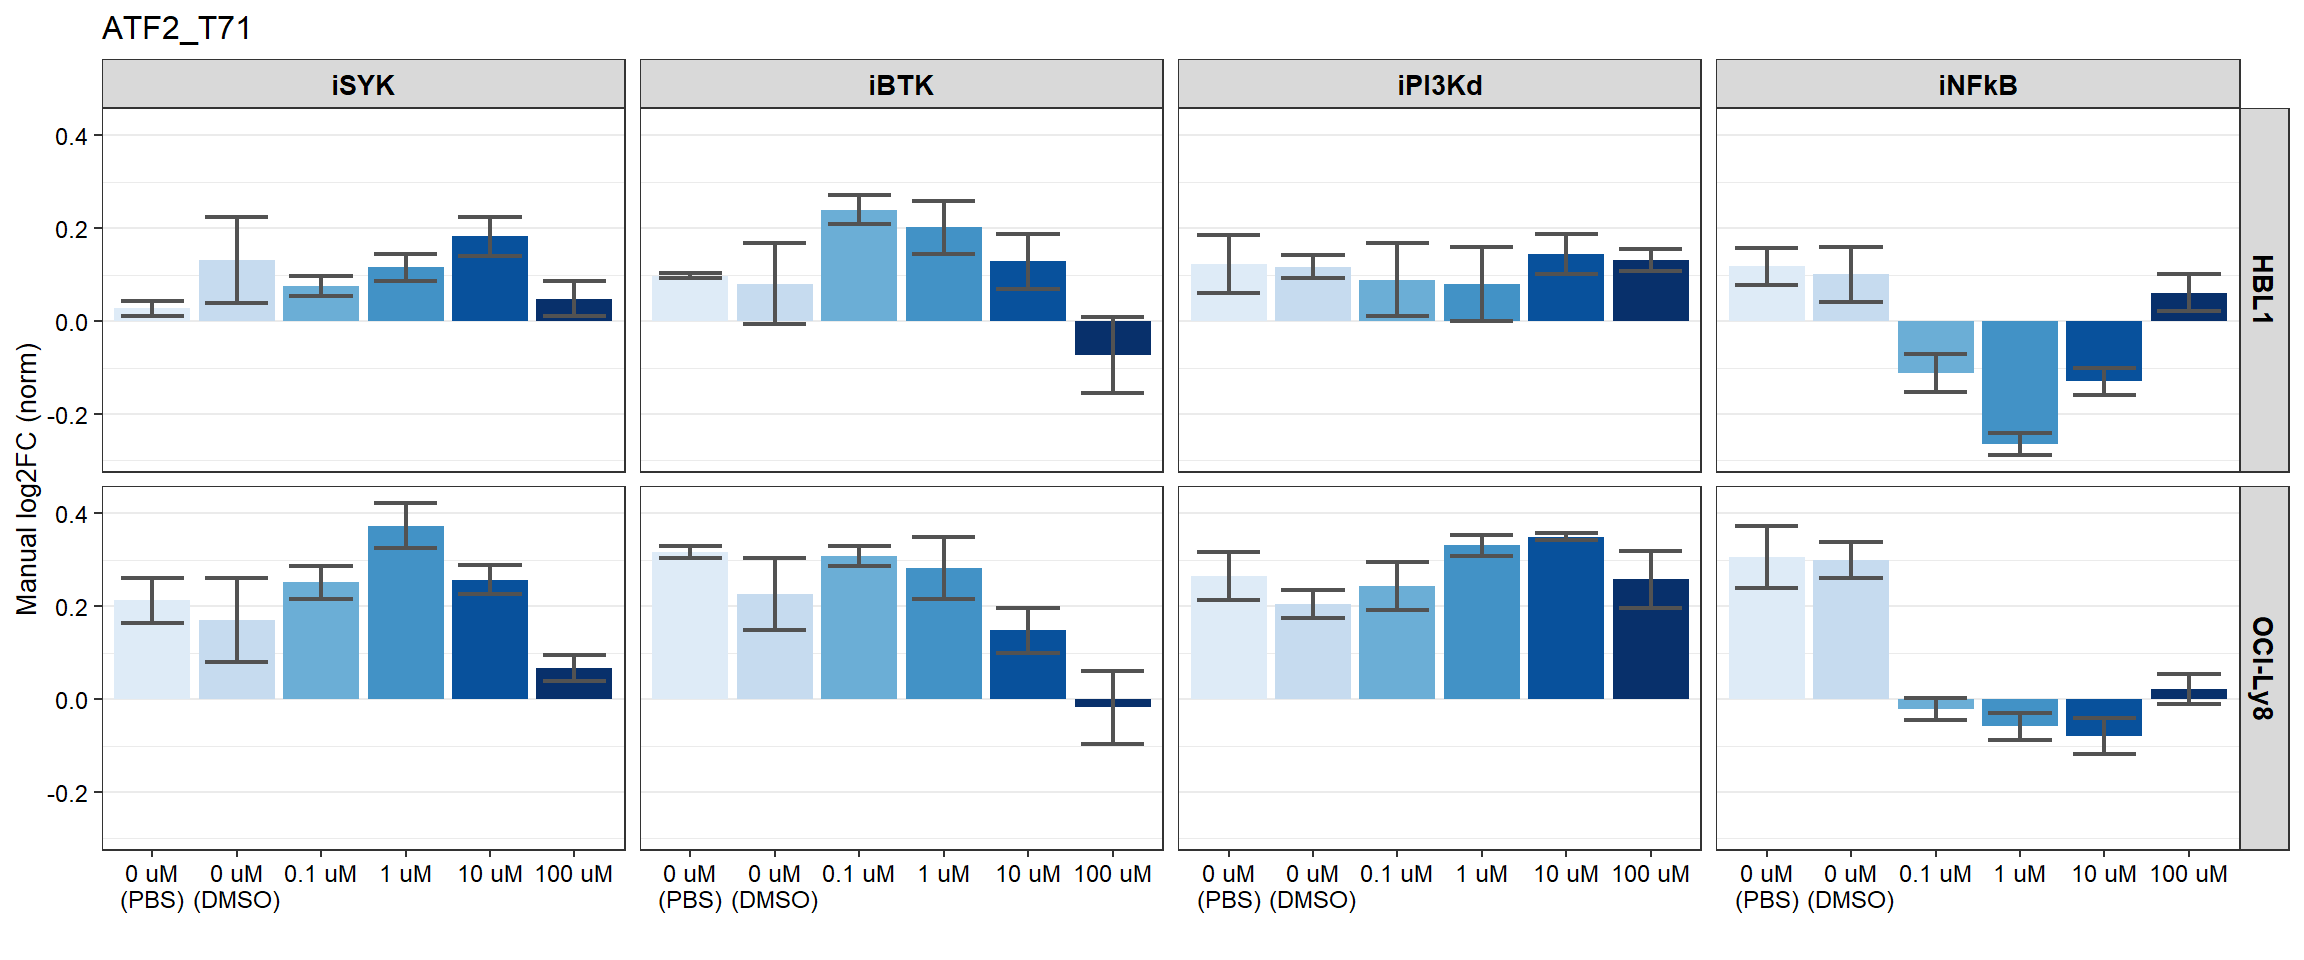 ATF2_T71
iSYK iBTK iPI3Kd iNFkB
Manual log2FC (norm)
0.4
0.2
0.0
-0.2
HBL1
0.4
0.2
0.0
-0.2
OCI-Ly8
0 uM (PBS) 0 uM (DMSO) 0.1 uM 1 uM 10 uM 100 uM
0 uM (PBS) 0 uM (DMSO) 0.1 uM 1 uM 10 uM 100 uM
0 uM (PBS) 0 uM (DMSO) 0.1 uM 1 uM 10 uM 100 uM
0 uM (PBS) 0 uM (DMSO) 0.1 uM 1 uM 10 uM 100 uM